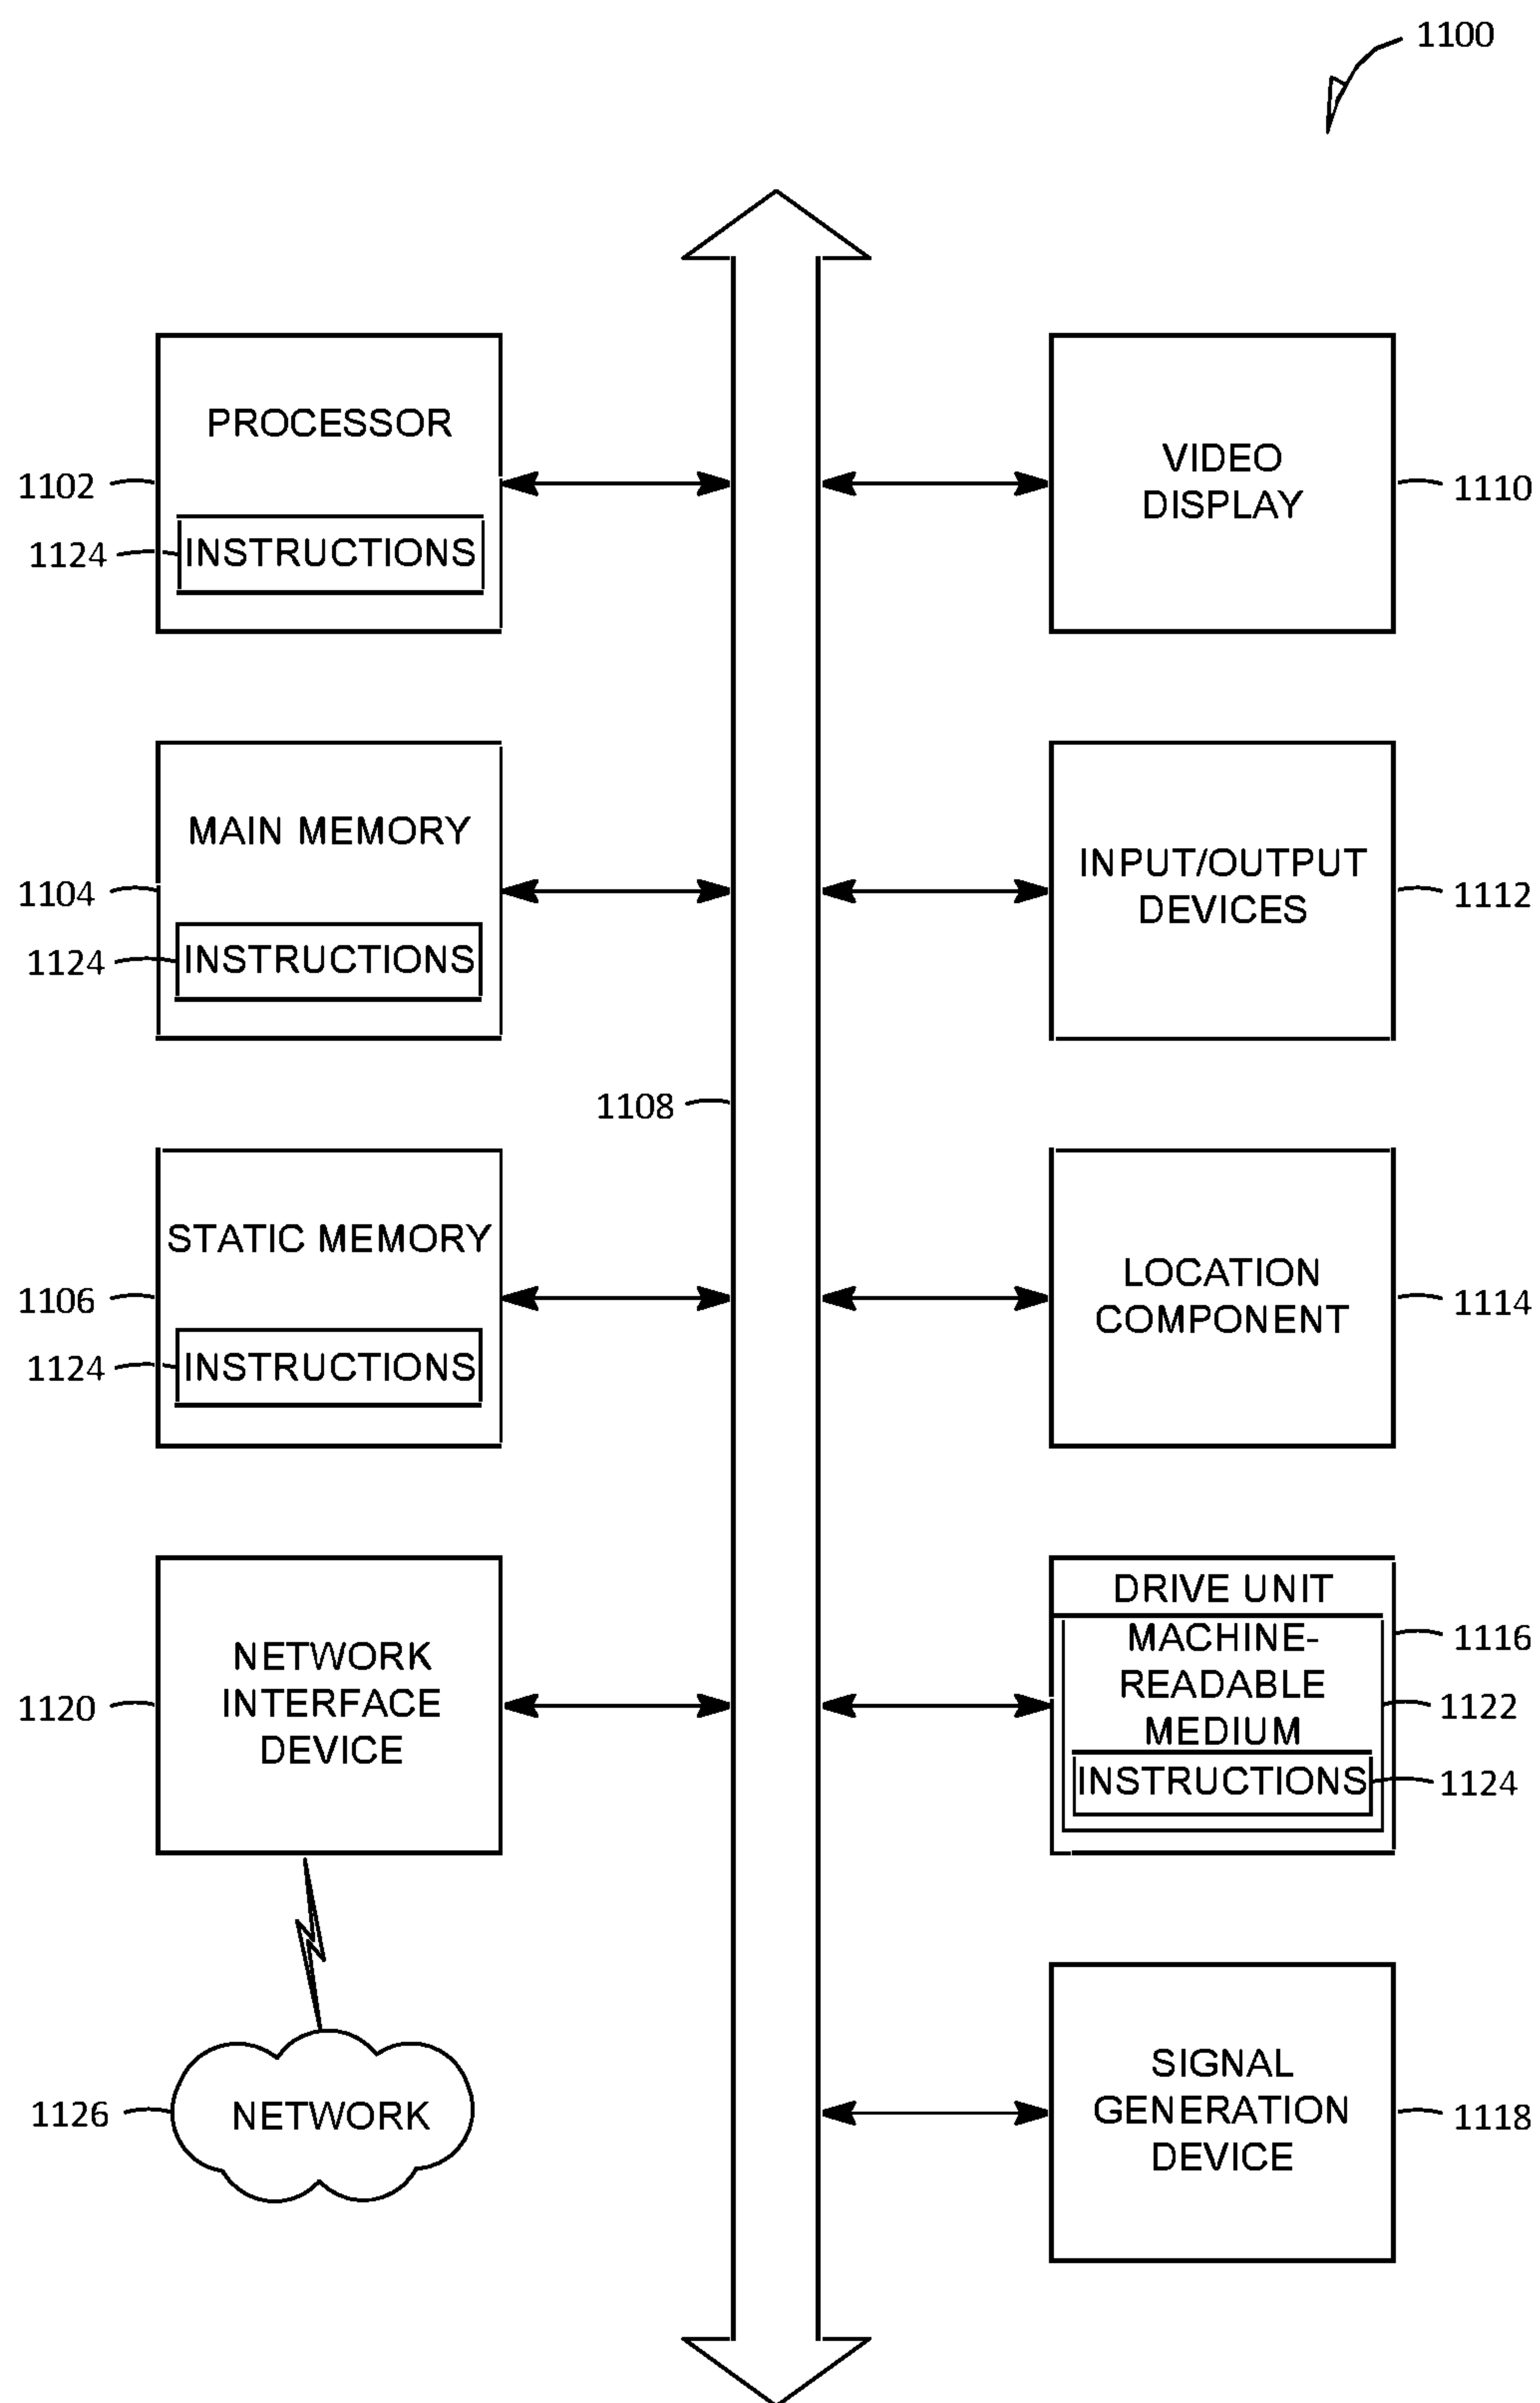 1100
PROCESSOR
1102
1124
INSTRUCTIONS
VIDEO
DISPLAY
1110
MAIN MEMORY
1104
1124
INSTRUCTIONS
INPUT/OUTPUT
DEVICES
1112
1108
STATIC MEMORY
1106
1124
INSTRUCTIONS
LOCATION
COMPONENT
1114
NETWORK
INTERFACE
DEVICE
1120
DRIVE UNIT
MACHINE-
READABLE
MEDIUM
INSTRUCTIONS
1116
1122
1124
1126
NETWORK
SIGNAL
GENERATION
DEVICE
1118